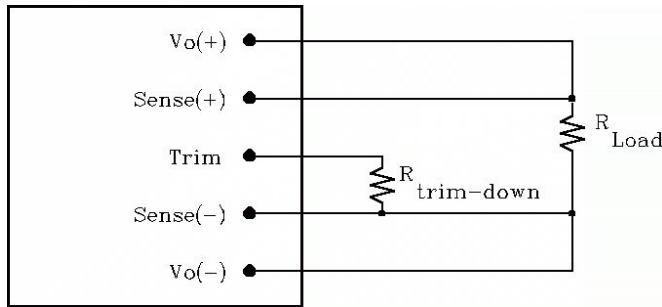 Vo(+)
Sense(+)
R
Load
Trim
R
trim-down
Sense(-)
Vo(-)